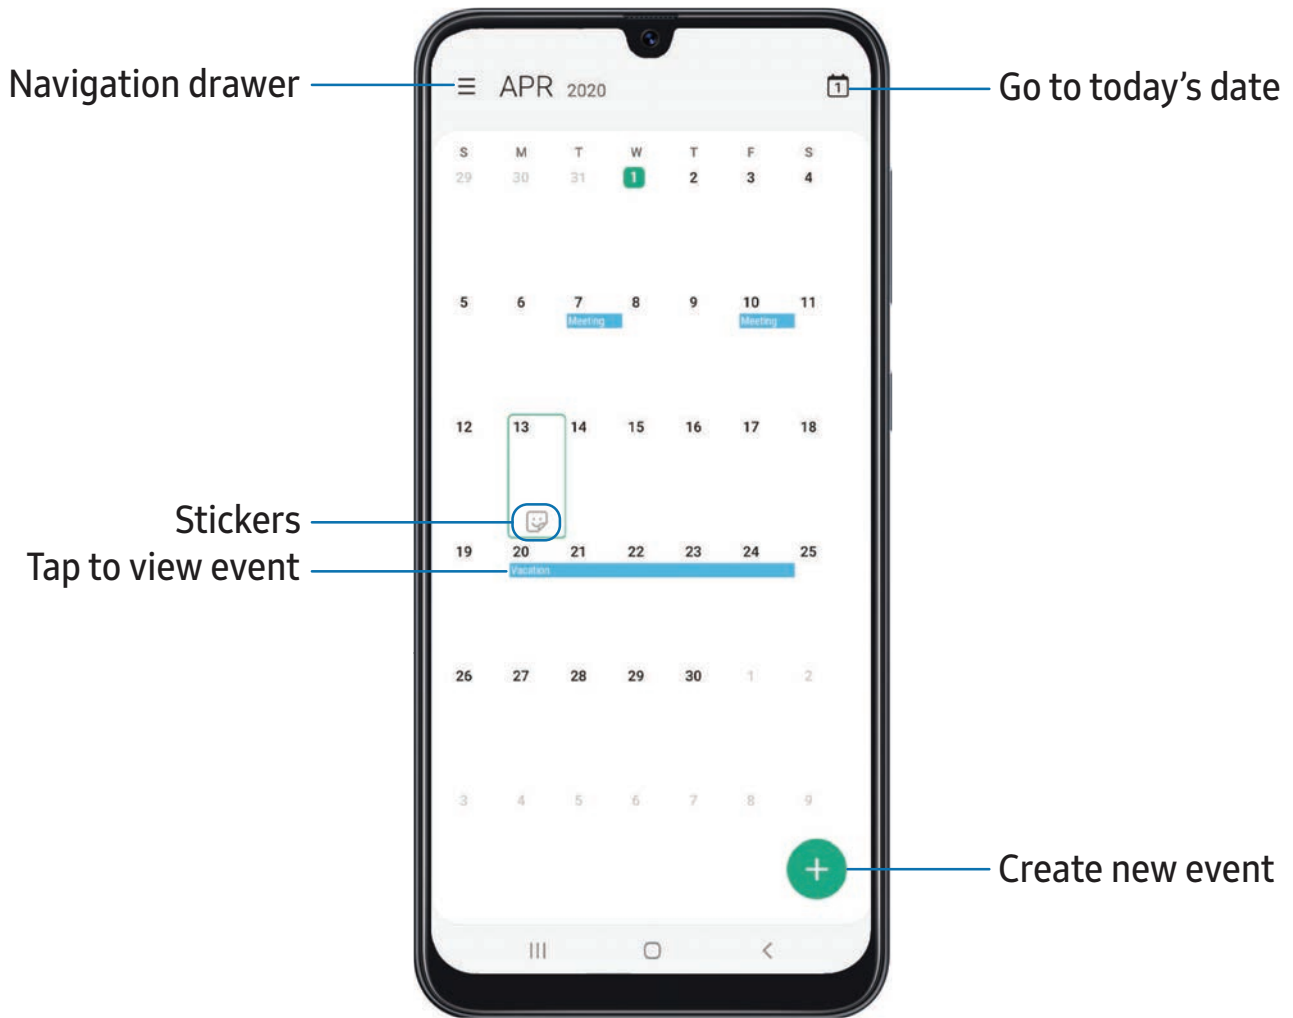 Navigation drawer
APR 2020
1
Go to today's date
S M T W T F S
29 30 31 1 2 3 4
5 6 7 8 9 10 11
Meeting Meeting
12 13 14 15 16 17 18
Stickers
19 20 21 22 23 24 25
Tap to view event
Vacation
26 27 28 29 30 1 2
3 4 5 6 7 8 9
+
Create new event